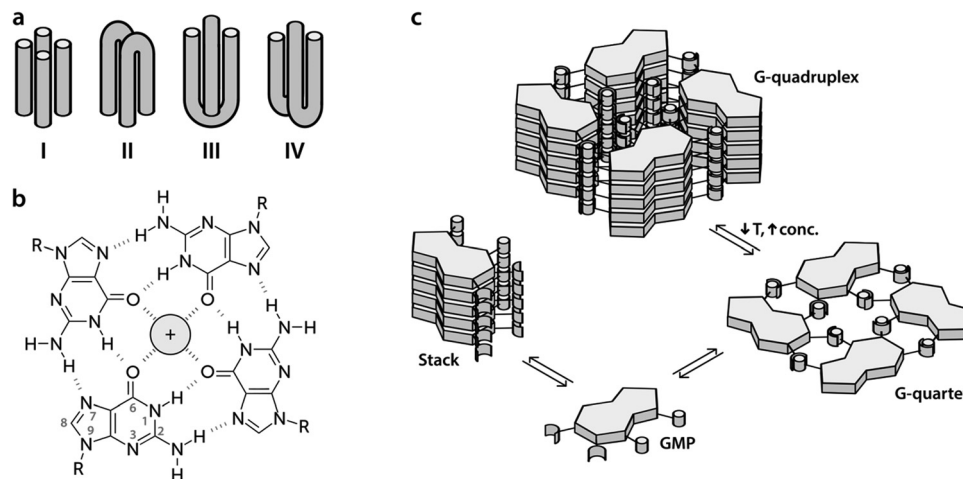 a
I II III IV
b
H
R H N N R
N N H N N
N H N N
N N O O H H
N H N H
N + H N
H–N H O O N
H N
N O N N
N 6 N H N
8 7 1 N
9 3 2 H R
N N N
R H
c
G-quadruplex
↓T, ↑ conc.
Stack
G-quarte
GMP